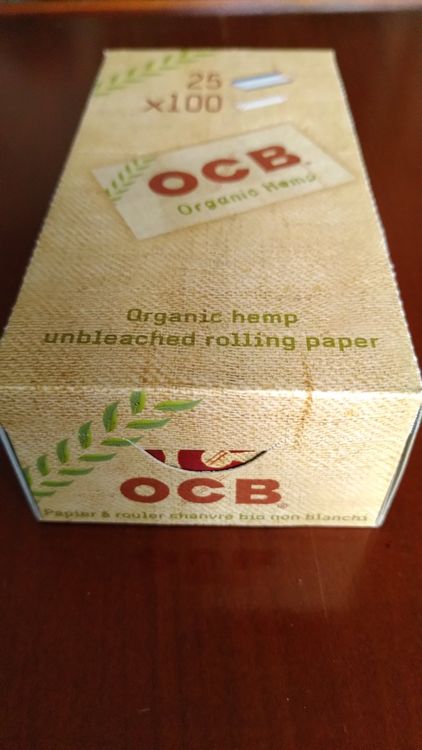 25
x100
OCB
Organic Hemp
Organic hemp
unbleached rolling paper
OCB®
Papier à rouler chanvre bio non blanchi